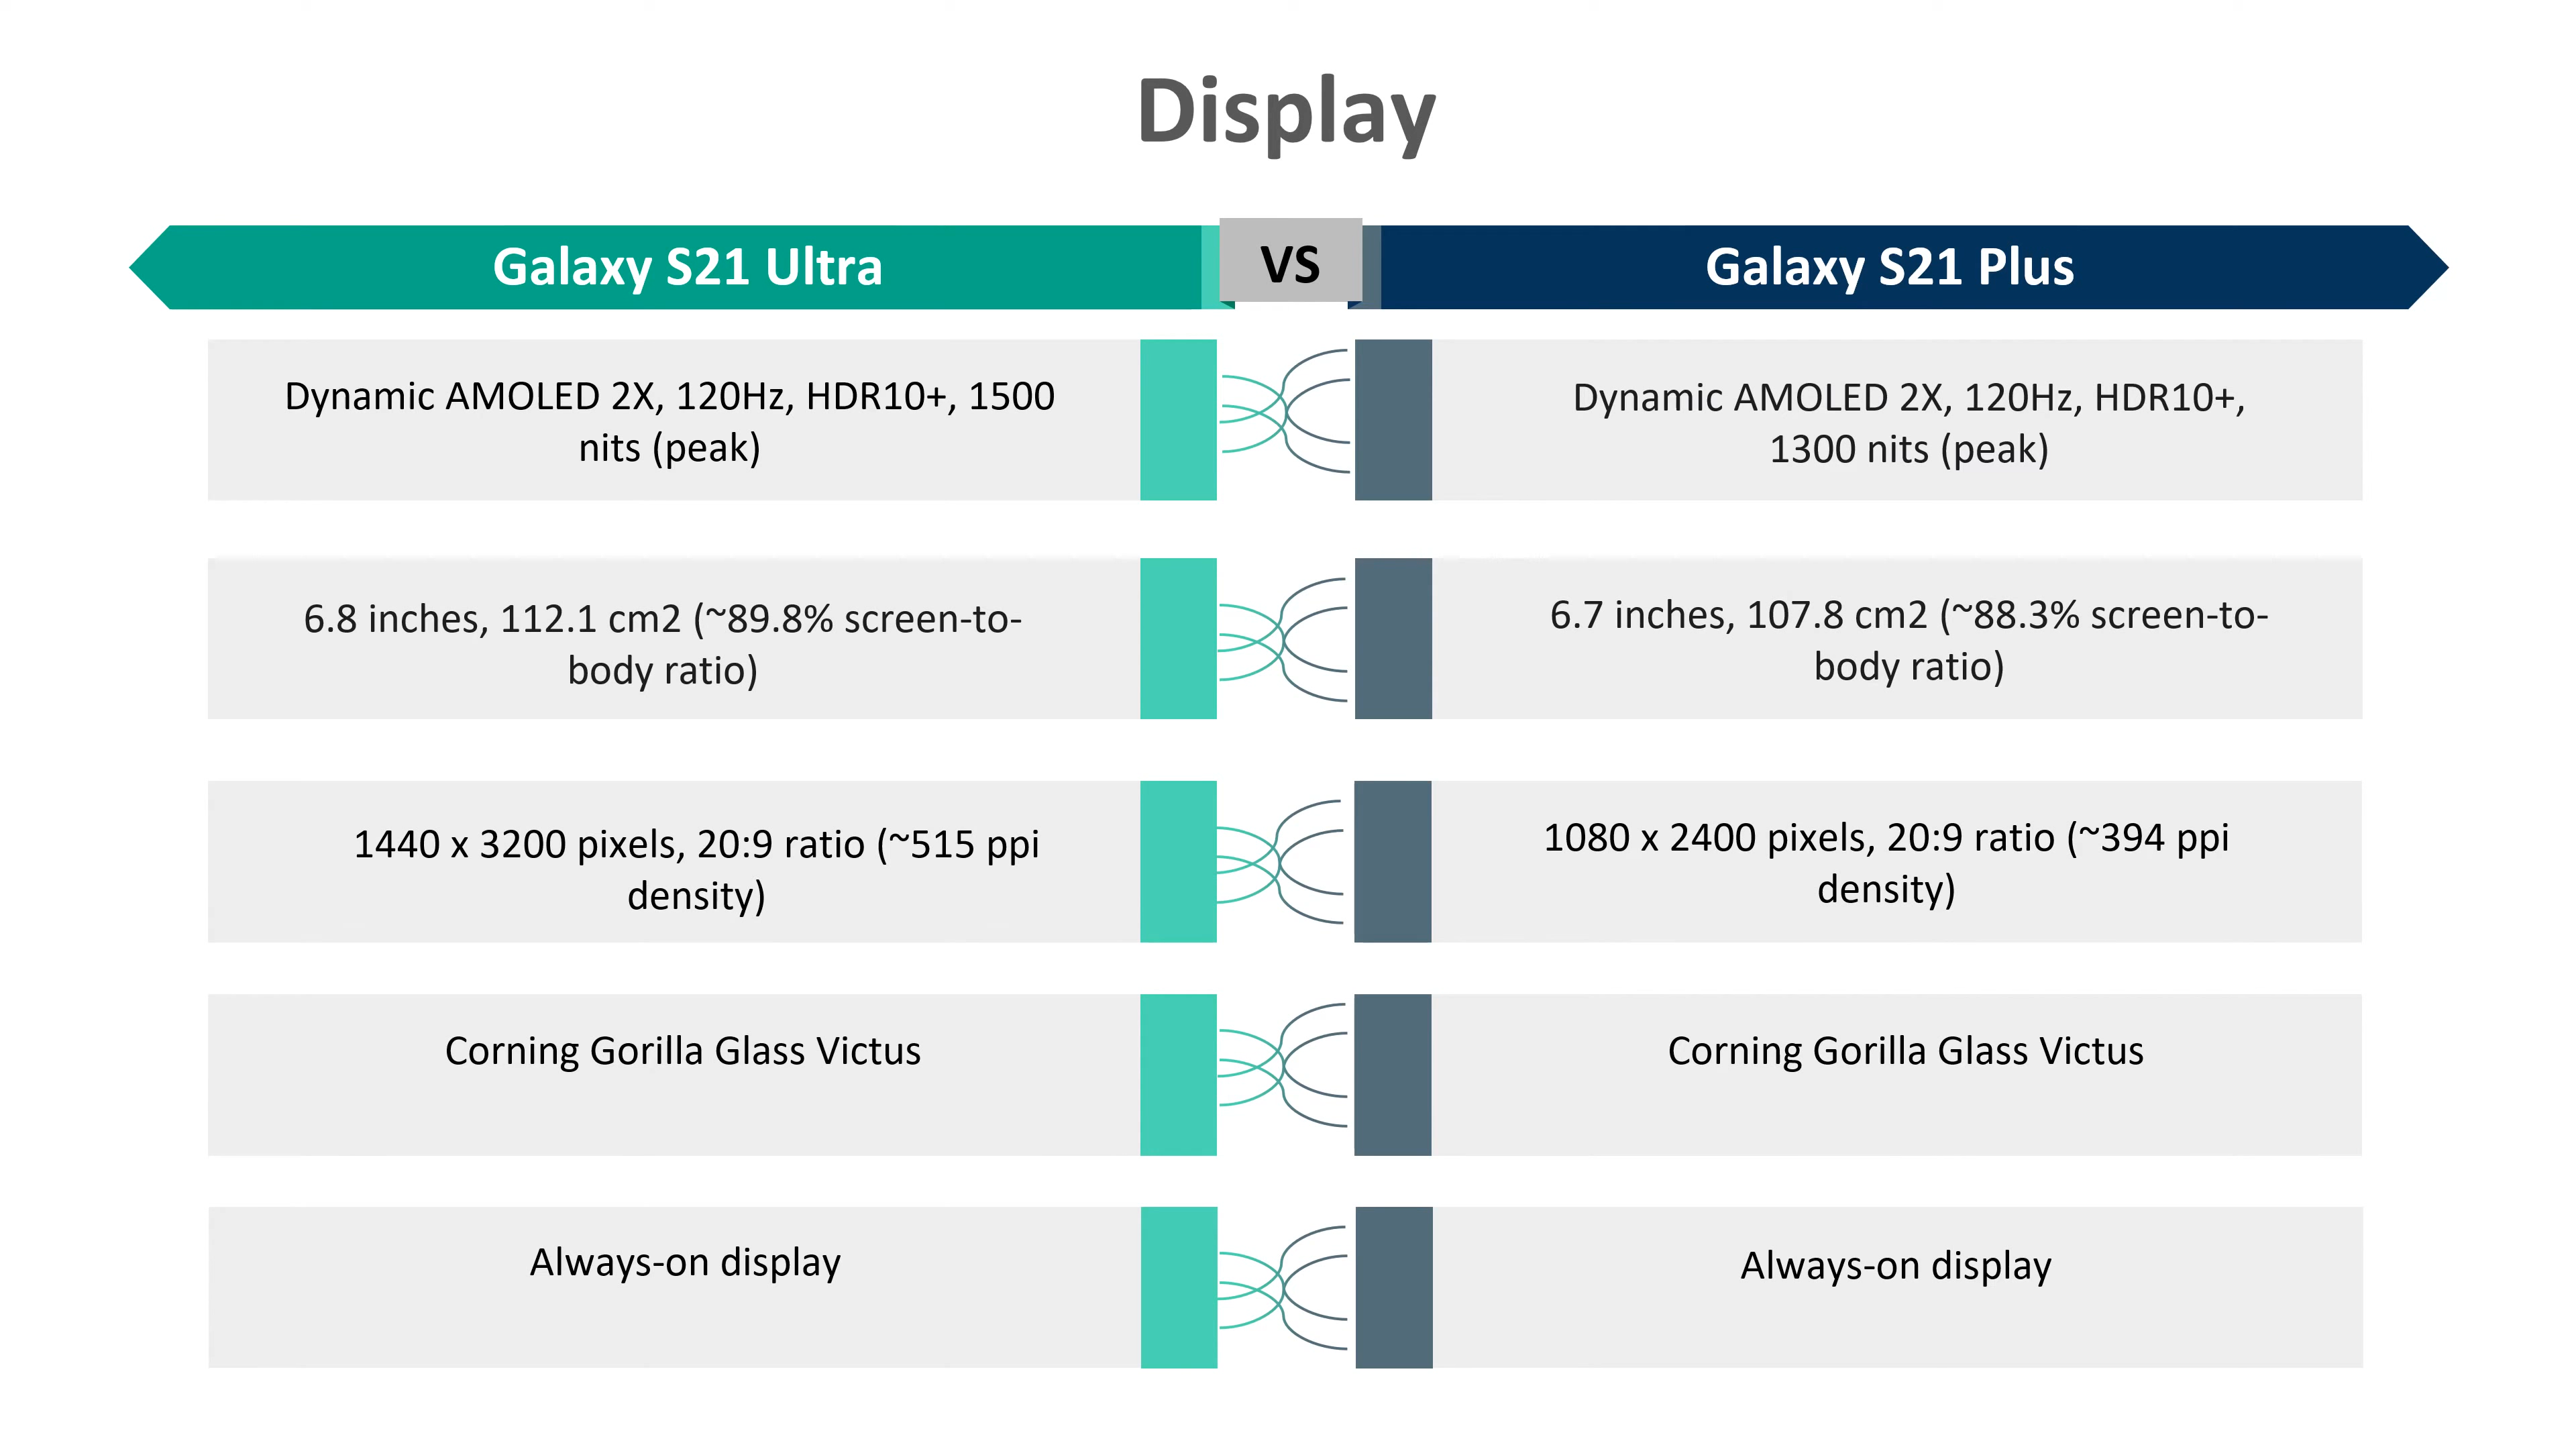 Display
Galaxy S21 Ultra
VS
Galaxy S21 Plus
Dynamic AMOLED 2X, 120Hz, HDR10+, 1500
nits (peak)
Dynamic AMOLED 2X, 120Hz, HDR10+,
1300 nits (peak)
6.8 inches, 112.1 cm2 (~89.8% screen-to-
body ratio)
6.7 inches, 107.8 cm2 (~88.3% screen-to-
body ratio)
1440 x 3200 pixels, 20:9 ratio (~515 ppi
density)
1080 x 2400 pixels, 20:9 ratio (~394 ppi
density)
Corning Gorilla Glass Victus
Corning Gorilla Glass Victus
Always-on display
Always-on display